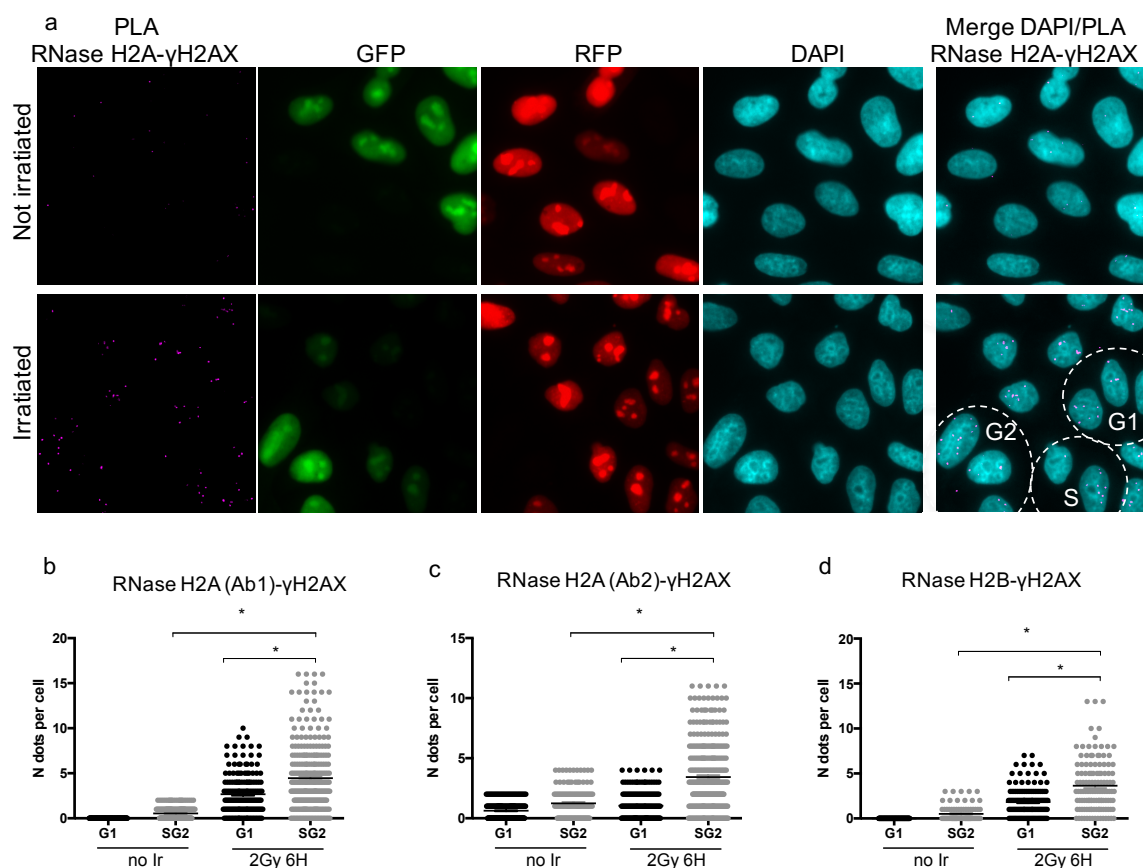 a
PLA
RNase H2A-γH2AX
GFP
RFP
DAPI
Merge DAPI/PLA
RNase H2A-γH2AX
Not irratiated
Irratiated
G1
G2
S
b
RNase H2A (Ab1)-γH2AX
*
*
N dots per cell
20
15
10
5
0
G1 SG2 G1 SG2
no Ir 2Gy 6H
c
RNase H2A (Ab2)-γH2AX
*
*
N dots per cell
15
10
5
0
G1 SG2 G1 SG2
no Ir 2Gy 6H
d
RNase H2B-γH2AX
*
*
N dots per cell
20
15
10
5
0
G1 SG2 G1 SG2
no Ir 2Gy 6H